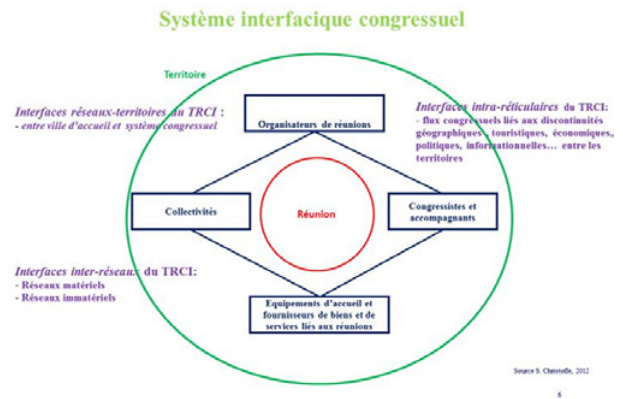 Système interfacique congressuel
Territoire
Interfaces réseaux-territoires du TRCI :
- entre ville d'accueil et système congressuel
Organisateurs de réunions
Interfaces intra-réticulaires du TRCI:
- flux congressuels liés aux discontinuités
géographiques, touristiques, économiques,
politiques, informationnelles… entre les
territoires
Collectivités
Réunion
Congressistes et
accompagnants
Interfaces inter-réseaux du TRCI:
- Réseaux matériels
- Réseaux immatériels
Equipements d'accueil et
fournisseurs de biens et de
services liés aux réunions
Source S. Christofle, 2012
6